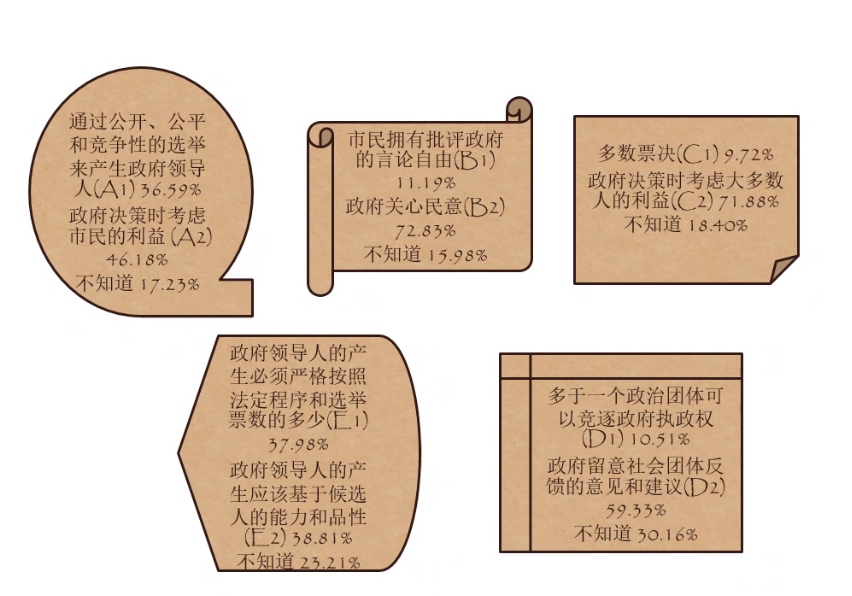 通过公开、公平
和竞争性的选举
来产生政府领导
人(A1) 36.59%
政府决策时考虑
市民的利益 (A2)
46.18%
不知道 17.23%
市民拥有批评政府
的言论自由(B1)
11.19%
政府关心民意(B2)
72.83%
不知道 15.98%
多数票决(C1) 9.72%
政府决策时考虑大多数
人的利益(C2) 71.88%
不知道 18.40%
政府领导人的产
生必须严格按照
法定程序和选举
票数的多少(E1)
37.98%
政府领导人的产
生应该基于候选
人的能力和品性
(E2) 38.81%
不知道 23.21%
多于一个政治团体可
以竞逐政府执政权
(D1) 10.51%
政府留意社会团体反
馈的意见和建议(D2)
59.33%
不知道 30.16%